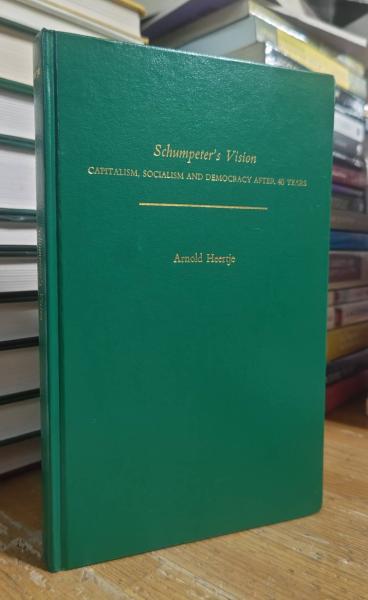 Schumpeter's Vision
CAPITALISM, SOCIALISM AND DEMOCRACY AFTER 40 YEARS
Arnold Heertje